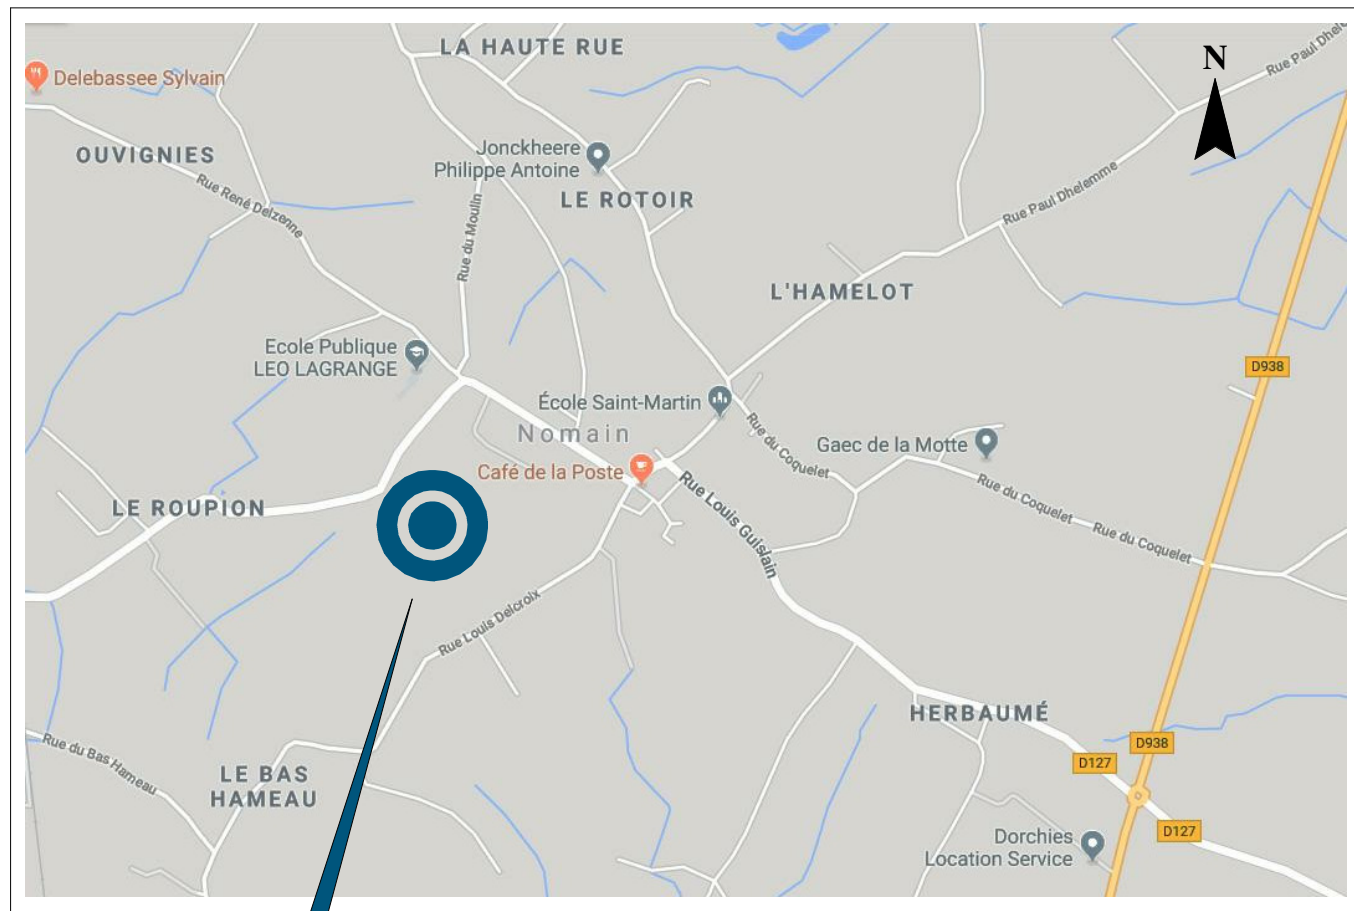 LA HAUTE RUE
N
Rue Paul Dhele
Delebassee Sylvain
OUVIGNIES
Jonckheere
Philippe Antoine
Rue René Delzenne
LE ROTOIR
Rue Paul Dhelemme
Rue du Moulin
L'HAMELOT
Ecole Publique
LEO LAGRANGE
D938
École Saint-Martin
Nomain
Rue du Coquelet
Gaec de la Motte
Café de la Poste
LE ROUPION
Rue Louis Guislain
Rue du Coquelet
Rue du Coquelet
Rue Louis Delcroix
HERBAUMÉ
Rue du Bas Hameau
D938
D127
LE BAS
HAMEAU
D127
Dorchies
Location Service